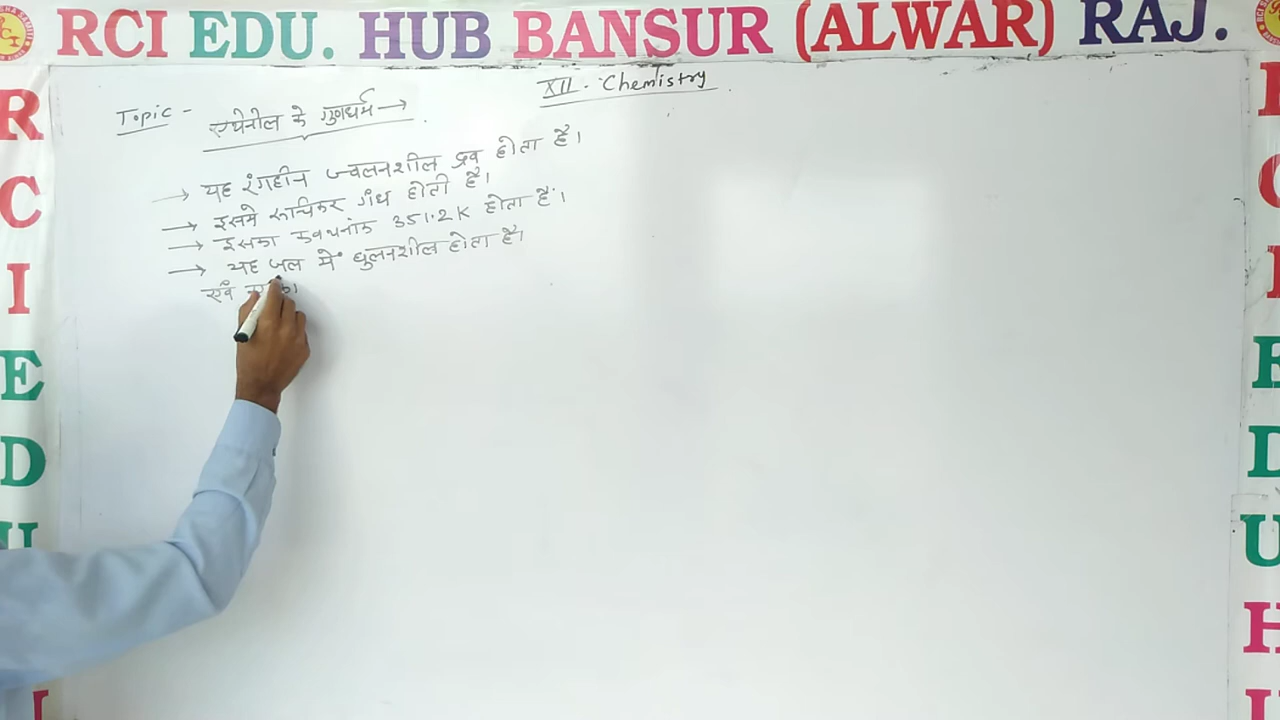 RCI EDU. HUB BANSUR (ALWAR) RAJ.
XII. Chemistry
Topic - एथेनॉल के गुणधर्म →
→ यह रंगहीन ज्वलनशील द्रव होता है।
→ इसमे रूचिकर गंध होती है।
→ इसका क्वथनांक 351.2K होता है।
→ यह जल में घुलनशील होता है।
एवं
R
C
I
E
D
U
R
D
U
H